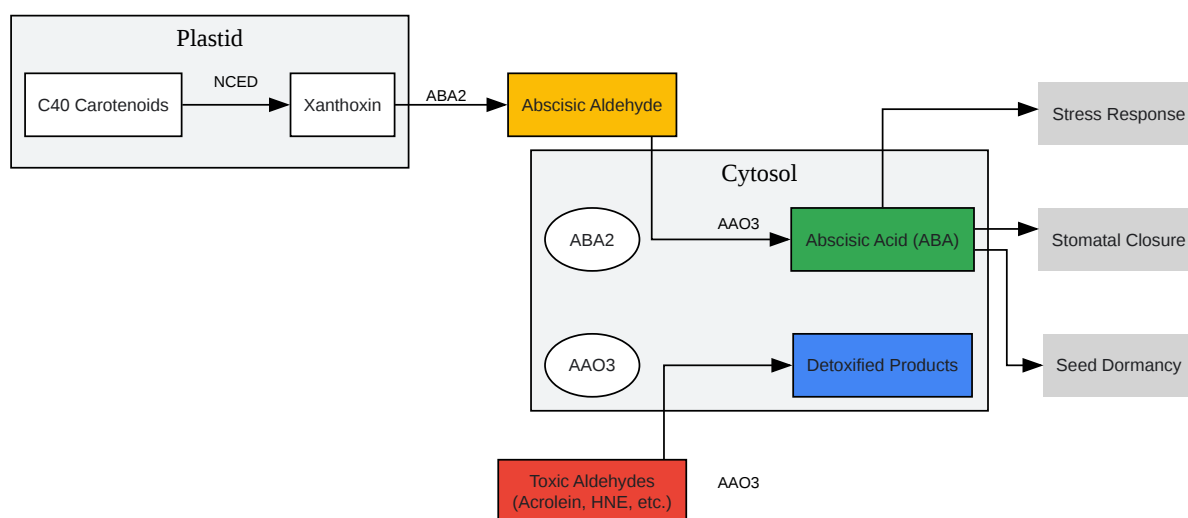 Plastid
NCED
C40 Carotenoids
Xanthoxin
ABA2
Abscisic Aldehyde
Stress Response
Cytosol
ABA2
AAO3
Abscisic Acid (ABA)
Stomatal Closure
AAO3
Detoxified Products
Seed Dormancy
Toxic Aldehydes
(Acrolein, HNE, etc.)
AAO3